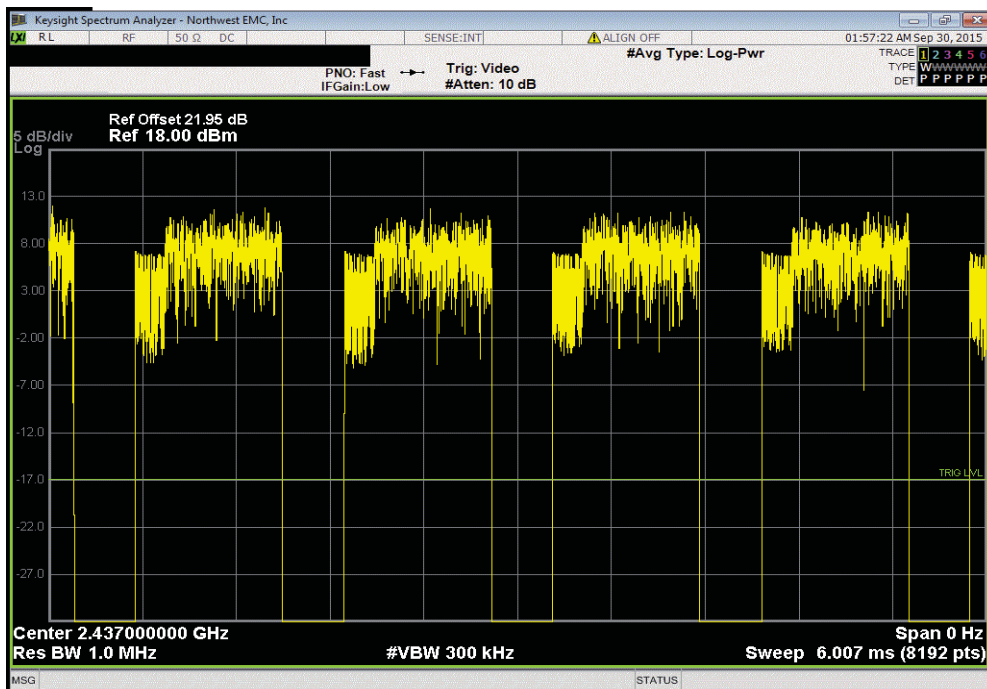 Keysight Spectrum Analyzer - Northwest EMC, Inc
LXI RL RF 50 Ω DC SENSE:INT ALIGN OFF 01:57:22 AM Sep 30, 2015
#Avg Type: Log-Pwr
TRACE 1 2 3 4 5 6
TYPE WWWWWW
DET P P P P P P
PNO: Fast
IFGain:Low
Trig: Video
#Atten: 10 dB
Ref Offset 21.95 dB
5 dB/div Ref 18.00 dBm
Log
13.0
8.00
3.00
-2.00
-7.00
-12.0
-17.0 TRIG LVL
-22.0
-27.0
Center 2.437000000 GHz Span 0 Hz
Res BW 1.0 MHz #VBW 300 kHz Sweep 6.007 ms (8192 pts)
MSG STATUS